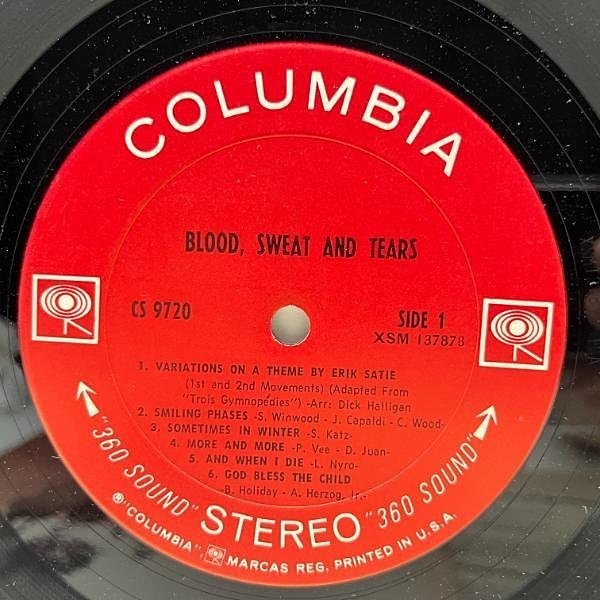 COLUMBIA
BLOOD, SWEAT AND TEARS
CS 9720
SIDE 1
XSM 137878
1. VARIATIONS ON A THEME BY ERIK SATIE
(1st and 2nd Movements) (Adapted From
"Trois Gymnopédies") -Arr: Dick Halligan
2. SMILING PHASES -S. Winwood - J. Capaldi - C. Wood-
3. SOMETIMES IN WINTER -S. Katz-
4. MORE AND MORE -P. Vee - D. Juan-
5. AND WHEN I DIE -L. Nyro-
6. GOD BLESS THE CHILD
-B. Holiday - A. Herzog, Jr.-
"360 SOUND" STEREO "360 SOUND"
® "COLUMBIA", MARCAS REG. PRINTED IN U.S.A.